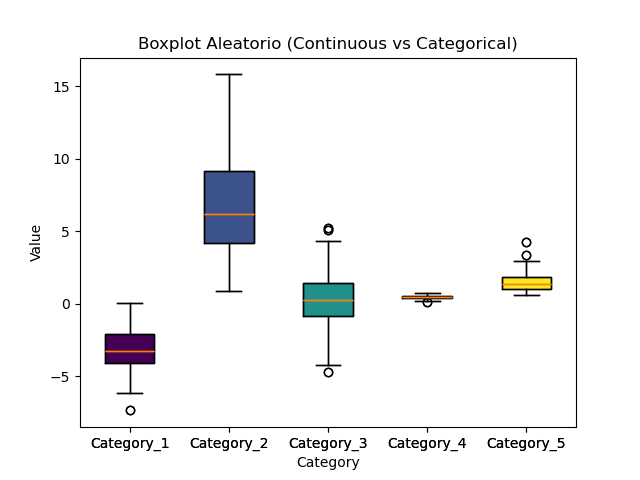 Boxplot Aleatorio (Continuous vs Categorical)
15
10
5
0
−5
Value
Category_1 Category_2 Category_3 Category_4 Category_5
Category